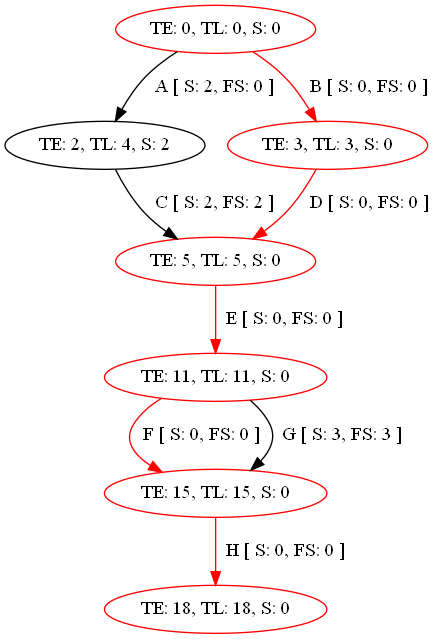 TE: 0, TL: 0, S: 0
A [ S: 2, FS: 0 ]
B [ S: 0, FS: 0 ]
TE: 2, TL: 4, S: 2
TE: 3, TL: 3, S: 0
C [ S: 2, FS: 2 ]
D [ S: 0, FS: 0 ]
TE: 5, TL: 5, S: 0
E [ S: 0, FS: 0 ]
TE: 11, TL: 11, S: 0
F [ S: 0, FS: 0 ]
G [ S: 3, FS: 3 ]
TE: 15, TL: 15, S: 0
H [ S: 0, FS: 0 ]
TE: 18, TL: 18, S: 0